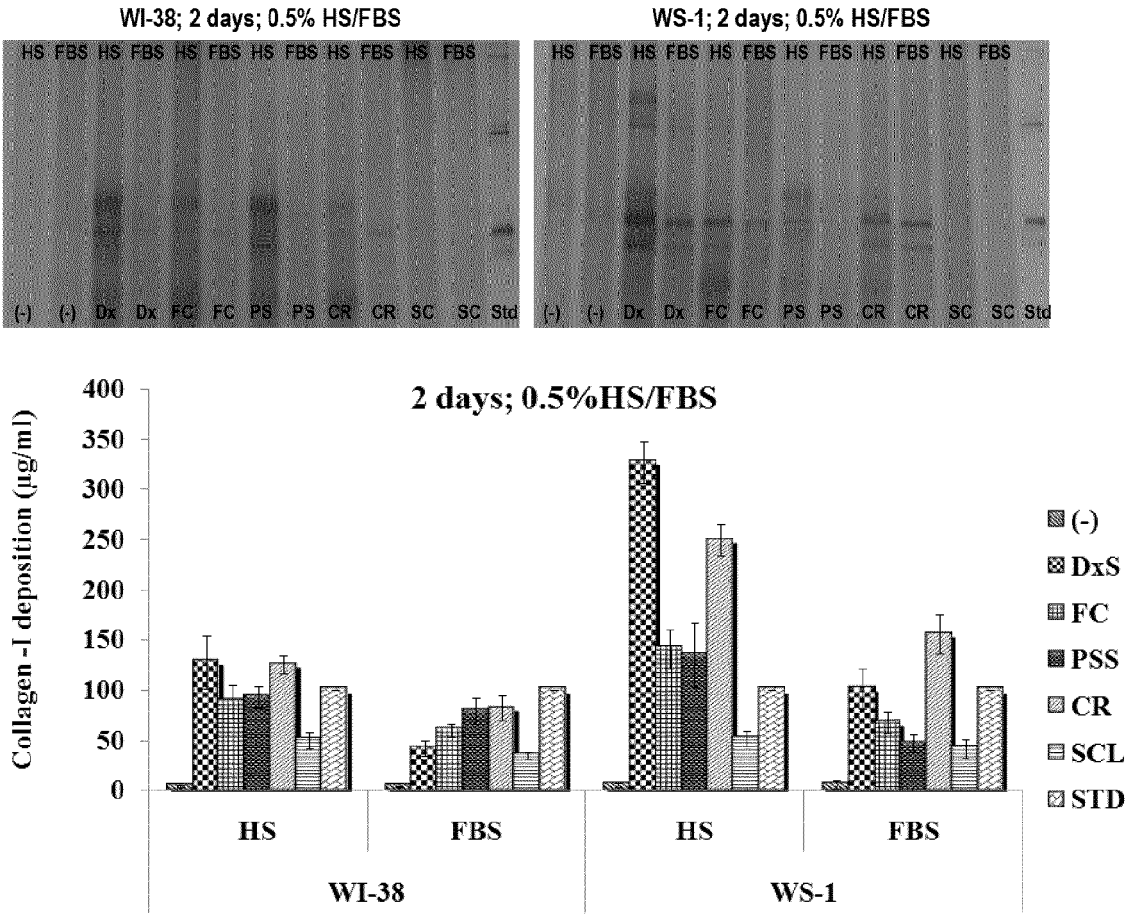 WI-38; 2 days; 0.5% HS/FBS
HS FBS HS FBS HS FBS HS FBS HS FBS HS FBS
(-) (-) Dx Dx FC FC PS PS CR CR SC SC Std
WS-1; 2 days; 0.5% HS/FBS
HS FBS HS FBS HS FBS HS FBS HS FBS HS FBS
(-) (-) Dx Dx FC FC PS PS CR CR SC SC Std
2 days; 0.5%HS/FBS
Collagen -I deposition (µg/ml)
400
350
300
250
200
150
100
50
0
HS FBS HS FBS
WI-38 WS-1
(-)
DxS
FC
PSS
CR
SCL
STD